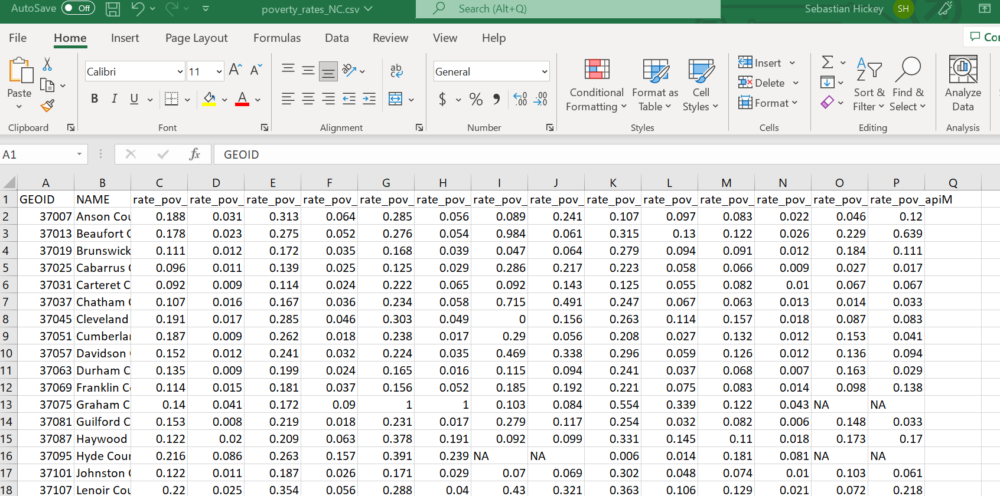 AutoSave Off poverty_rates_NC.csv Search (Alt+Q) Sebastian Hickey SH
File Home Insert Page Layout Formulas Data Review View Help
Calibri 11 General
Paste
B I U
ab
$ % .00 .00
Conditional Formatting
Format as Table
Cell Styles
Insert
Delete
Format
Sort & Filter
Find & Select
Analyze Data
Clipboard Font Alignment Number Styles Cells Editing Analysis
A1 fx GEOID
A B C D E F G H I J K L M N O P Q
1 GEOID NAME rate_pov_ rate_pov_ rate_pov_ rate_pov_ rate_pov_ rate_pov_ rate_pov_ rate_pov_ rate_pov_ rate_pov_ rate_pov_ rate_pov_ rate_pov_ rate_pov_apiM
2 37007 Anson Cou 0.188 0.031 0.313 0.064 0.285 0.056 0.089 0.241 0.107 0.097 0.083 0.022 0.046 0.12
3 37013 Beaufort C 0.178 0.023 0.275 0.052 0.276 0.054 0.984 0.061 0.315 0.13 0.122 0.026 0.229 0.639
4 37019 Brunswick 0.111 0.012 0.172 0.035 0.168 0.039 0.047 0.064 0.279 0.094 0.091 0.012 0.184 0.111
5 37025 Cabarrus 0.096 0.011 0.139 0.025 0.125 0.029 0.286 0.217 0.223 0.058 0.066 0.009 0.027 0.017
6 37031 Carteret C 0.092 0.009 0.114 0.024 0.222 0.065 0.092 0.143 0.125 0.055 0.082 0.01 0.067 0.067
7 37037 Chatham 0.107 0.016 0.167 0.036 0.234 0.058 0.715 0.491 0.247 0.067 0.063 0.013 0.014 0.033
8 37045 Cleveland 0.191 0.017 0.285 0.046 0.303 0.049 0 0.156 0.263 0.114 0.157 0.018 0.087 0.083
9 37051 Cumberla 0.187 0.009 0.262 0.018 0.238 0.017 0.29 0.056 0.208 0.027 0.132 0.012 0.153 0.041
10 37057 Davidson 0.152 0.012 0.241 0.032 0.224 0.035 0.469 0.338 0.296 0.059 0.126 0.012 0.136 0.094
11 37063 Durham C 0.135 0.009 0.199 0.024 0.165 0.016 0.115 0.094 0.241 0.037 0.068 0.007 0.163 0.029
12 37069 Franklin C 0.114 0.015 0.181 0.037 0.156 0.052 0.185 0.192 0.221 0.075 0.083 0.014 0.098 0.138
13 37075 Graham C 0.14 0.041 0.172 0.09 1 1 0.103 0.084 0.554 0.339 0.122 0.043 NA NA
14 37081 Guilford C 0.153 0.008 0.219 0.018 0.231 0.017 0.279 0.117 0.254 0.032 0.082 0.006 0.148 0.033
15 37087 Haywood 0.122 0.02 0.209 0.063 0.378 0.191 0.092 0.099 0.331 0.145 0.11 0.018 0.173 0.17
16 37095 Hyde Cou 0.216 0.086 0.263 0.157 0.391 0.239 NA NA 0.006 0.014 0.181 0.081 NA NA
17 37101 Johnston 0.122 0.011 0.187 0.026 0.171 0.029 0.07 0.069 0.302 0.048 0.074 0.01 0.103 0.061
18 37107 Lenoir Cou 0.22 0.025 0.354 0.056 0.288 0.04 0.43 0.321 0.363 0.106 0.129 0.021 0.072 0.218